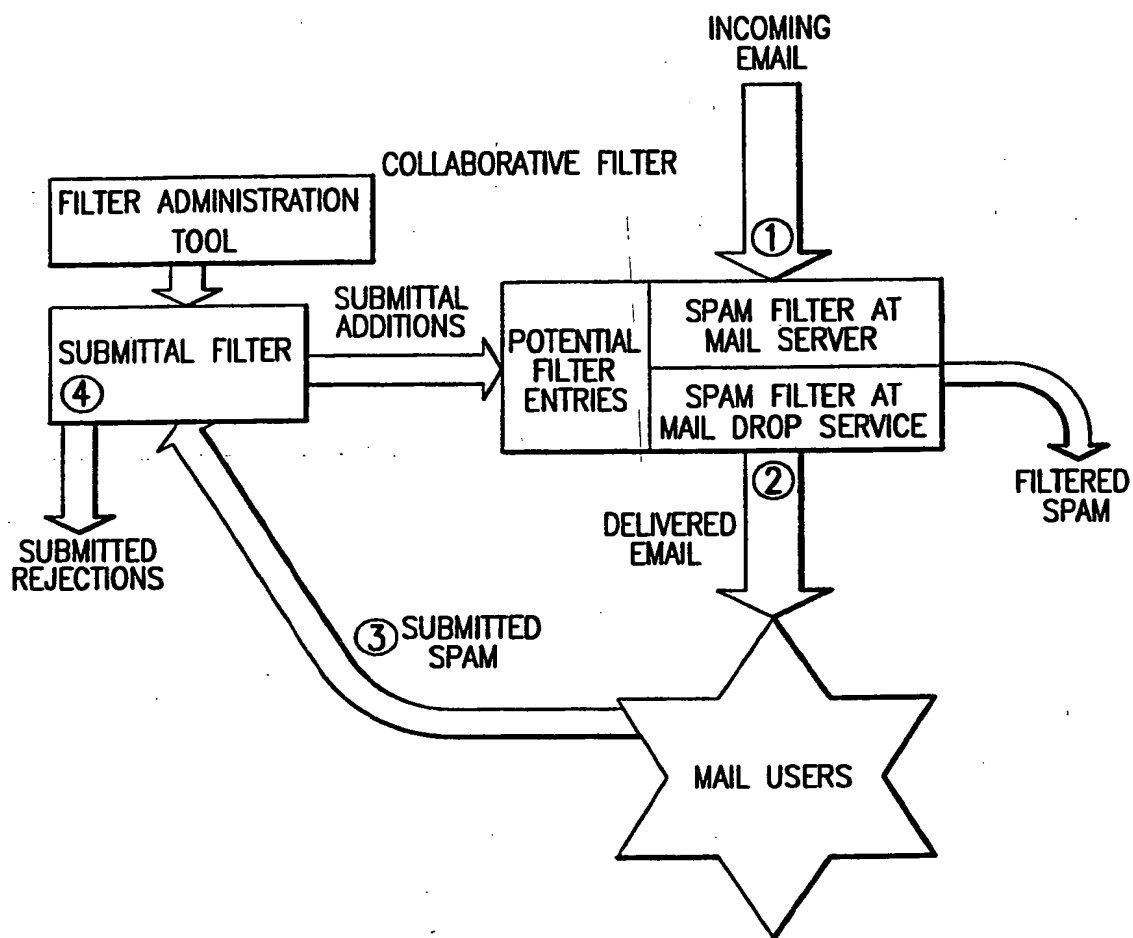 INCOMING
EMAIL
COLLABORATIVE FILTER
FILTER ADMINISTRATION
TOOL
1
SUBMITTAL
ADDITIONS
SUBMITTAL FILTER
4
POTENTIAL
FILTER
ENTRIES
SPAM FILTER AT
MAIL SERVER
SPAM FILTER AT
MAIL DROP SERVICE
2
FILTERED
SPAM
DELIVERED
EMAIL
SUBMITTED
REJECTIONS
3 SUBMITTED
SPAM
MAIL USERS